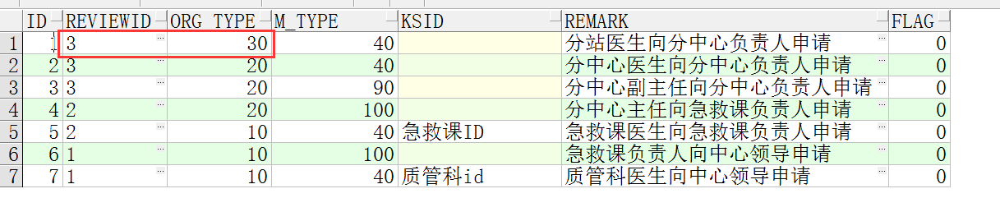 ID REVIEWID ORG_TYPE M_TYPE KSID REMARK FLAG
1 1 3 30 40 分站医生向分中心负责人申请 0
2 2 3 20 40 分中心医生向分中心负责人申请 0
3 3 3 20 90 分中心副主任向分中心负责人申请 0
4 4 2 20 100 分中心主任向急救课负责人申请 0
5 5 2 10 40 急救课ID 急救课医生向急救课负责人申请 0
6 6 1 10 100 急救课负责人向中心领导申请 0
7 7 1 10 40 质管科id 质管科医生向中心领导申请 0